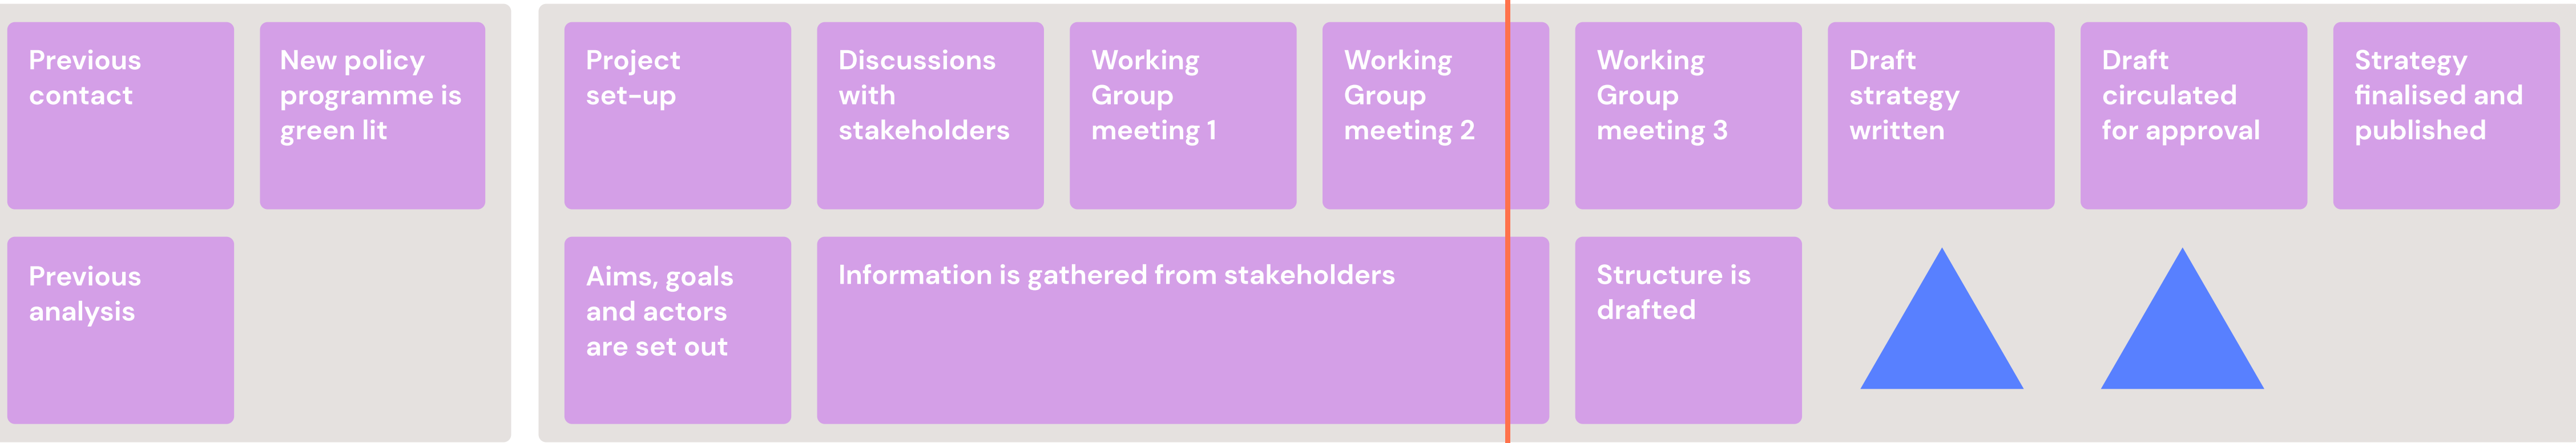 Previous
contact
New policy
programme is
green lit
Project
set-up
Discussions
with
stakeholders
Working
Group
meeting 1
Working
Group
meeting 2
Working
Group
meeting 3
Draft
strategy
written
Draft
circulated
for approval
Strategy
finalised and
published
Previous
analysis
Aims, goals
and actors
are set out
Information is gathered from stakeholders
Structure is
drafted